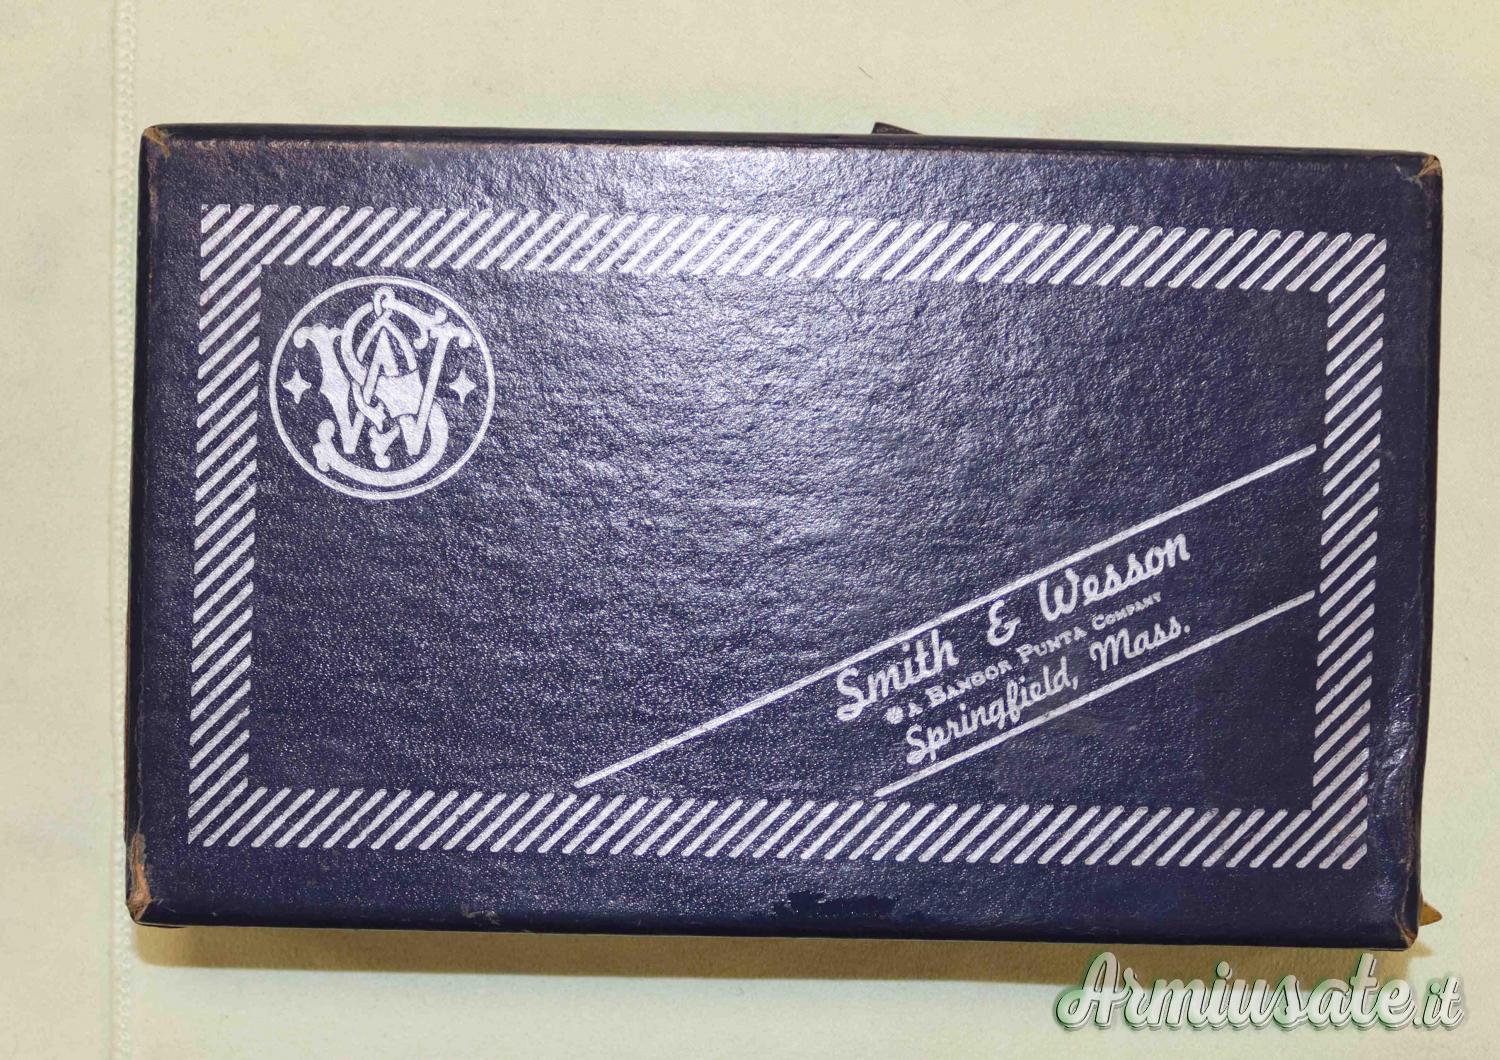 S W
Smith & Wesson
A BANGOR PUNTA COMPANY
Springfield, Mass.
Armiusate.it